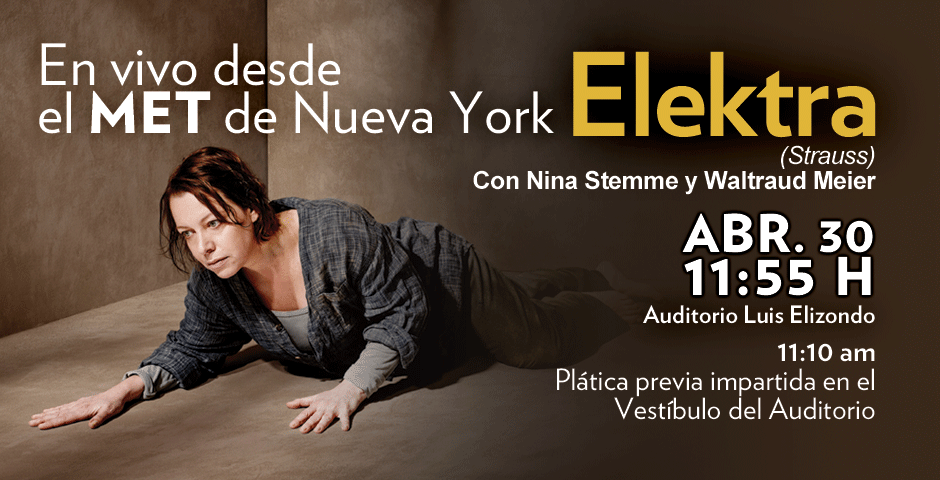 En vivo desde
el MET de Nueva York Elektra
(Strauss)
Con Nina Stemme y Waltraud Meier
ABR. 30
11:55 H
Auditorio Luis Elizondo
11:10 am
Plática previa impartida en el
Vestíbulo del Auditorio